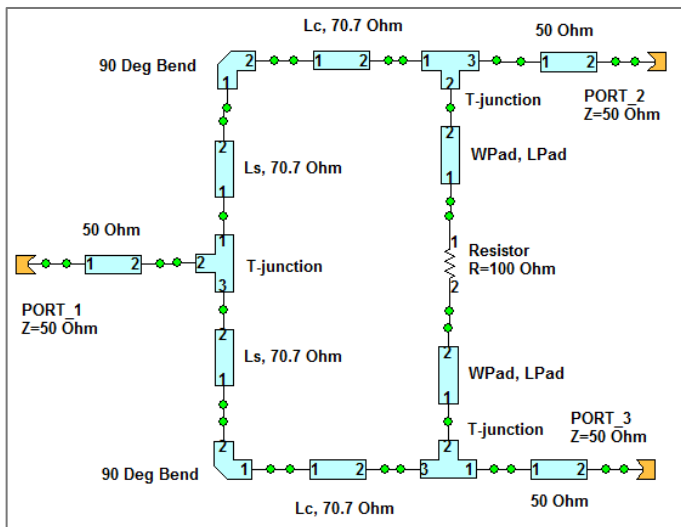 Lc, 70.7 Ohm
50 Ohm
90 Deg Bend
2
1 2
1 3
1 2
1
2
T-junction
PORT_2
Z=50 Ohm
2
WPad, LPad
2
Ls, 70.7 Ohm
1
1
50 Ohm
1
1
Resistor
R=100 Ohm
1 2
2
T-junction
3
2
PORT_1
Z=50 Ohm
2
Ls, 70.7 Ohm
2
WPad, LPad
1
1
PORT_3
Z=50 Ohm
T-junction
2
2
90 Deg Bend
1
1 2
3 1
1 2
Lc, 70.7 Ohm
50 Ohm